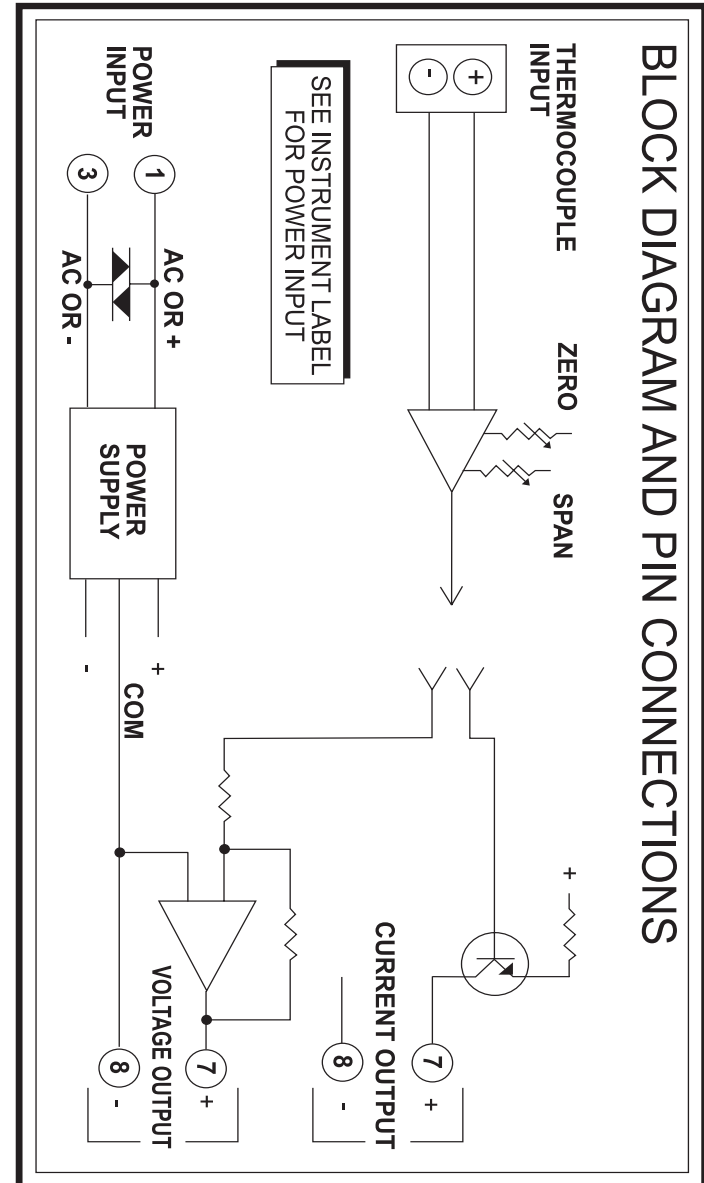 BLOCK DIAGRAM AND PIN CONNECTIONS
THERMOCOUPLE
INPUT
+
-
ZERO
SPAN
+
CURRENT OUTPUT
7
+
8
-
SEE INSTRUMENT LABEL
FOR POWER INPUT
POWER
INPUT
1
3
AC OR +
AC OR -
POWER
SUPPLY
+
COM
-
VOLTAGE OUTPUT
7
+
8
-